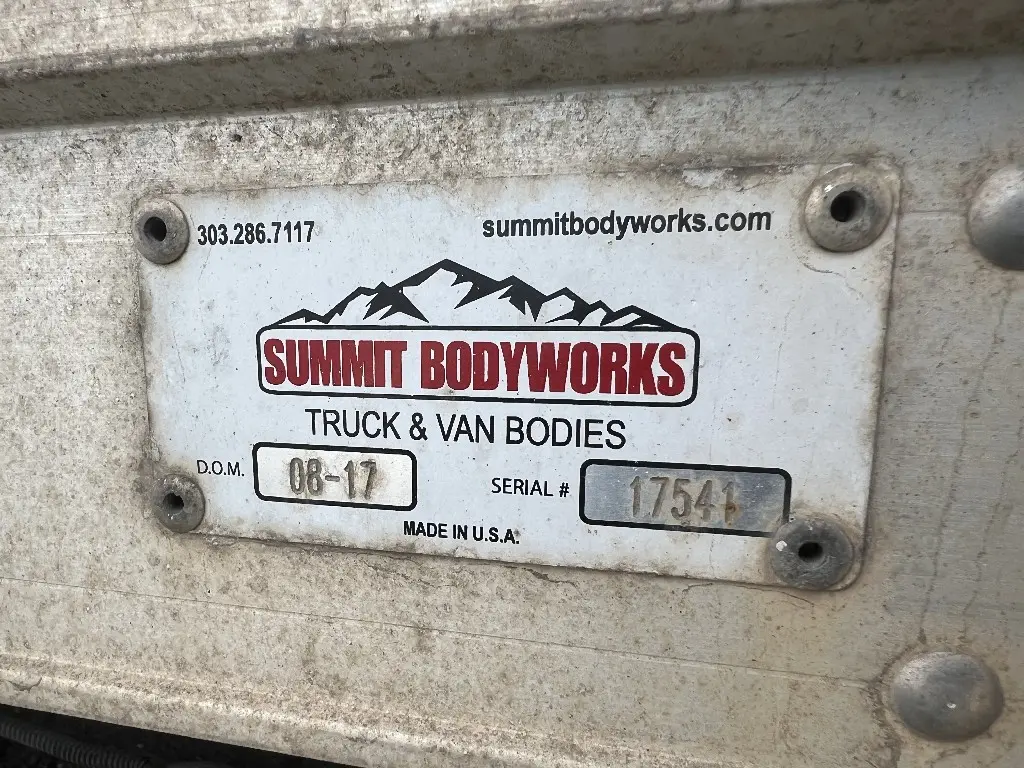 303.286.7117 summitbodyworks.com
SUMMIT BODYWORKS
TRUCK & VAN BODIES
D.O.M. 08-17 SERIAL # 17541
MADE IN U.S.A.